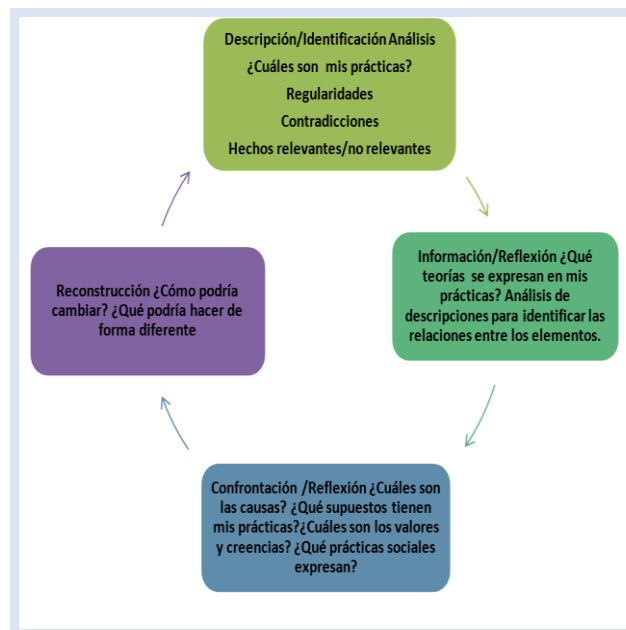 Descripción/Identificación Análisis
¿Cuáles son mis prácticas?
Regularidades
Contradicciones
Hechos relevantes/no relevantes
Información/Reflexión ¿Qué
teorías se expresan en mis
prácticas? Análisis de
descripciones para identificar las
relaciones entre los elementos.
Confrontación /Reflexión ¿Cuáles son
las causas? ¿Qué supuestos tienen
mis prácticas?¿Cuáles son los valores
y creencias? ¿Qué prácticas sociales
expresan?
Reconstrucción ¿Cómo podría
cambiar? ¿Qué podría hacer de
forma diferente